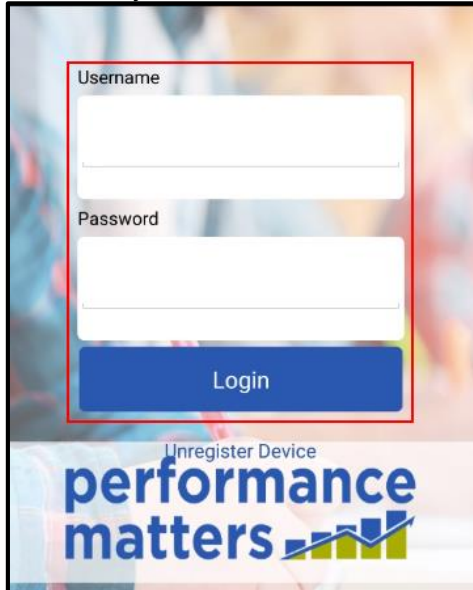 Username
Password
Login
Unregister Device
performance
matters